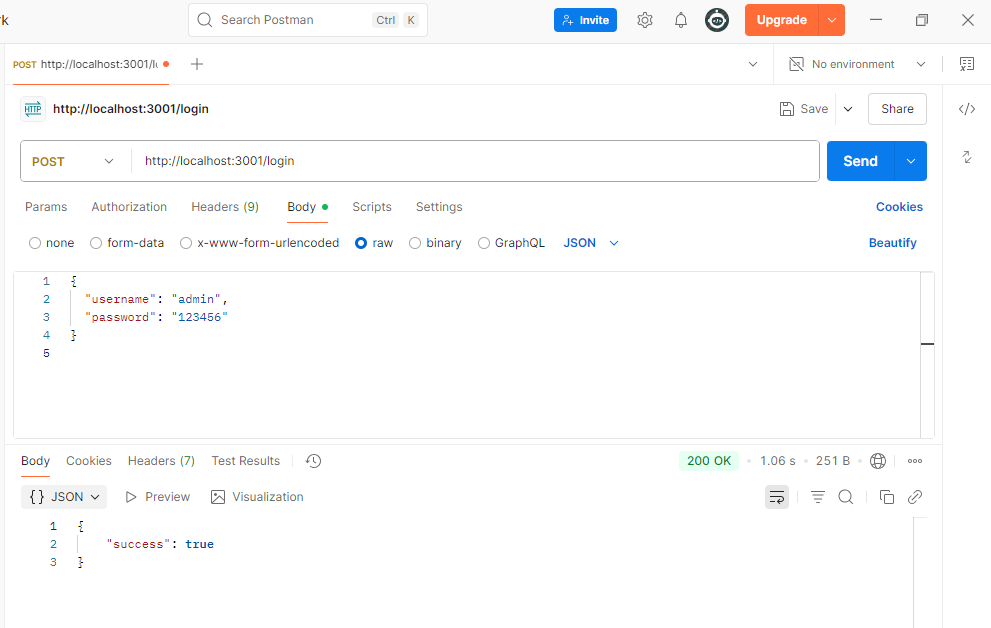 rk
Search Postman Ctrl K Invite Upgrade
POST http://localhost:3001/l No environment
HTTP http://localhost:3001/login Save Share
POST http://localhost:3001/login Send
Params Authorization Headers (9) Body Scripts Settings Cookies
none form-data x-www-form-urlencoded raw binary GraphQL JSON Beautify
1 {
2 "username": "admin",
3 "password": "123456"
4 }
5
Body Cookies Headers (7) Test Results 200 OK 1.06 s 251 B
{} JSON Preview Visualization
1 {
2 "success": true
3 }